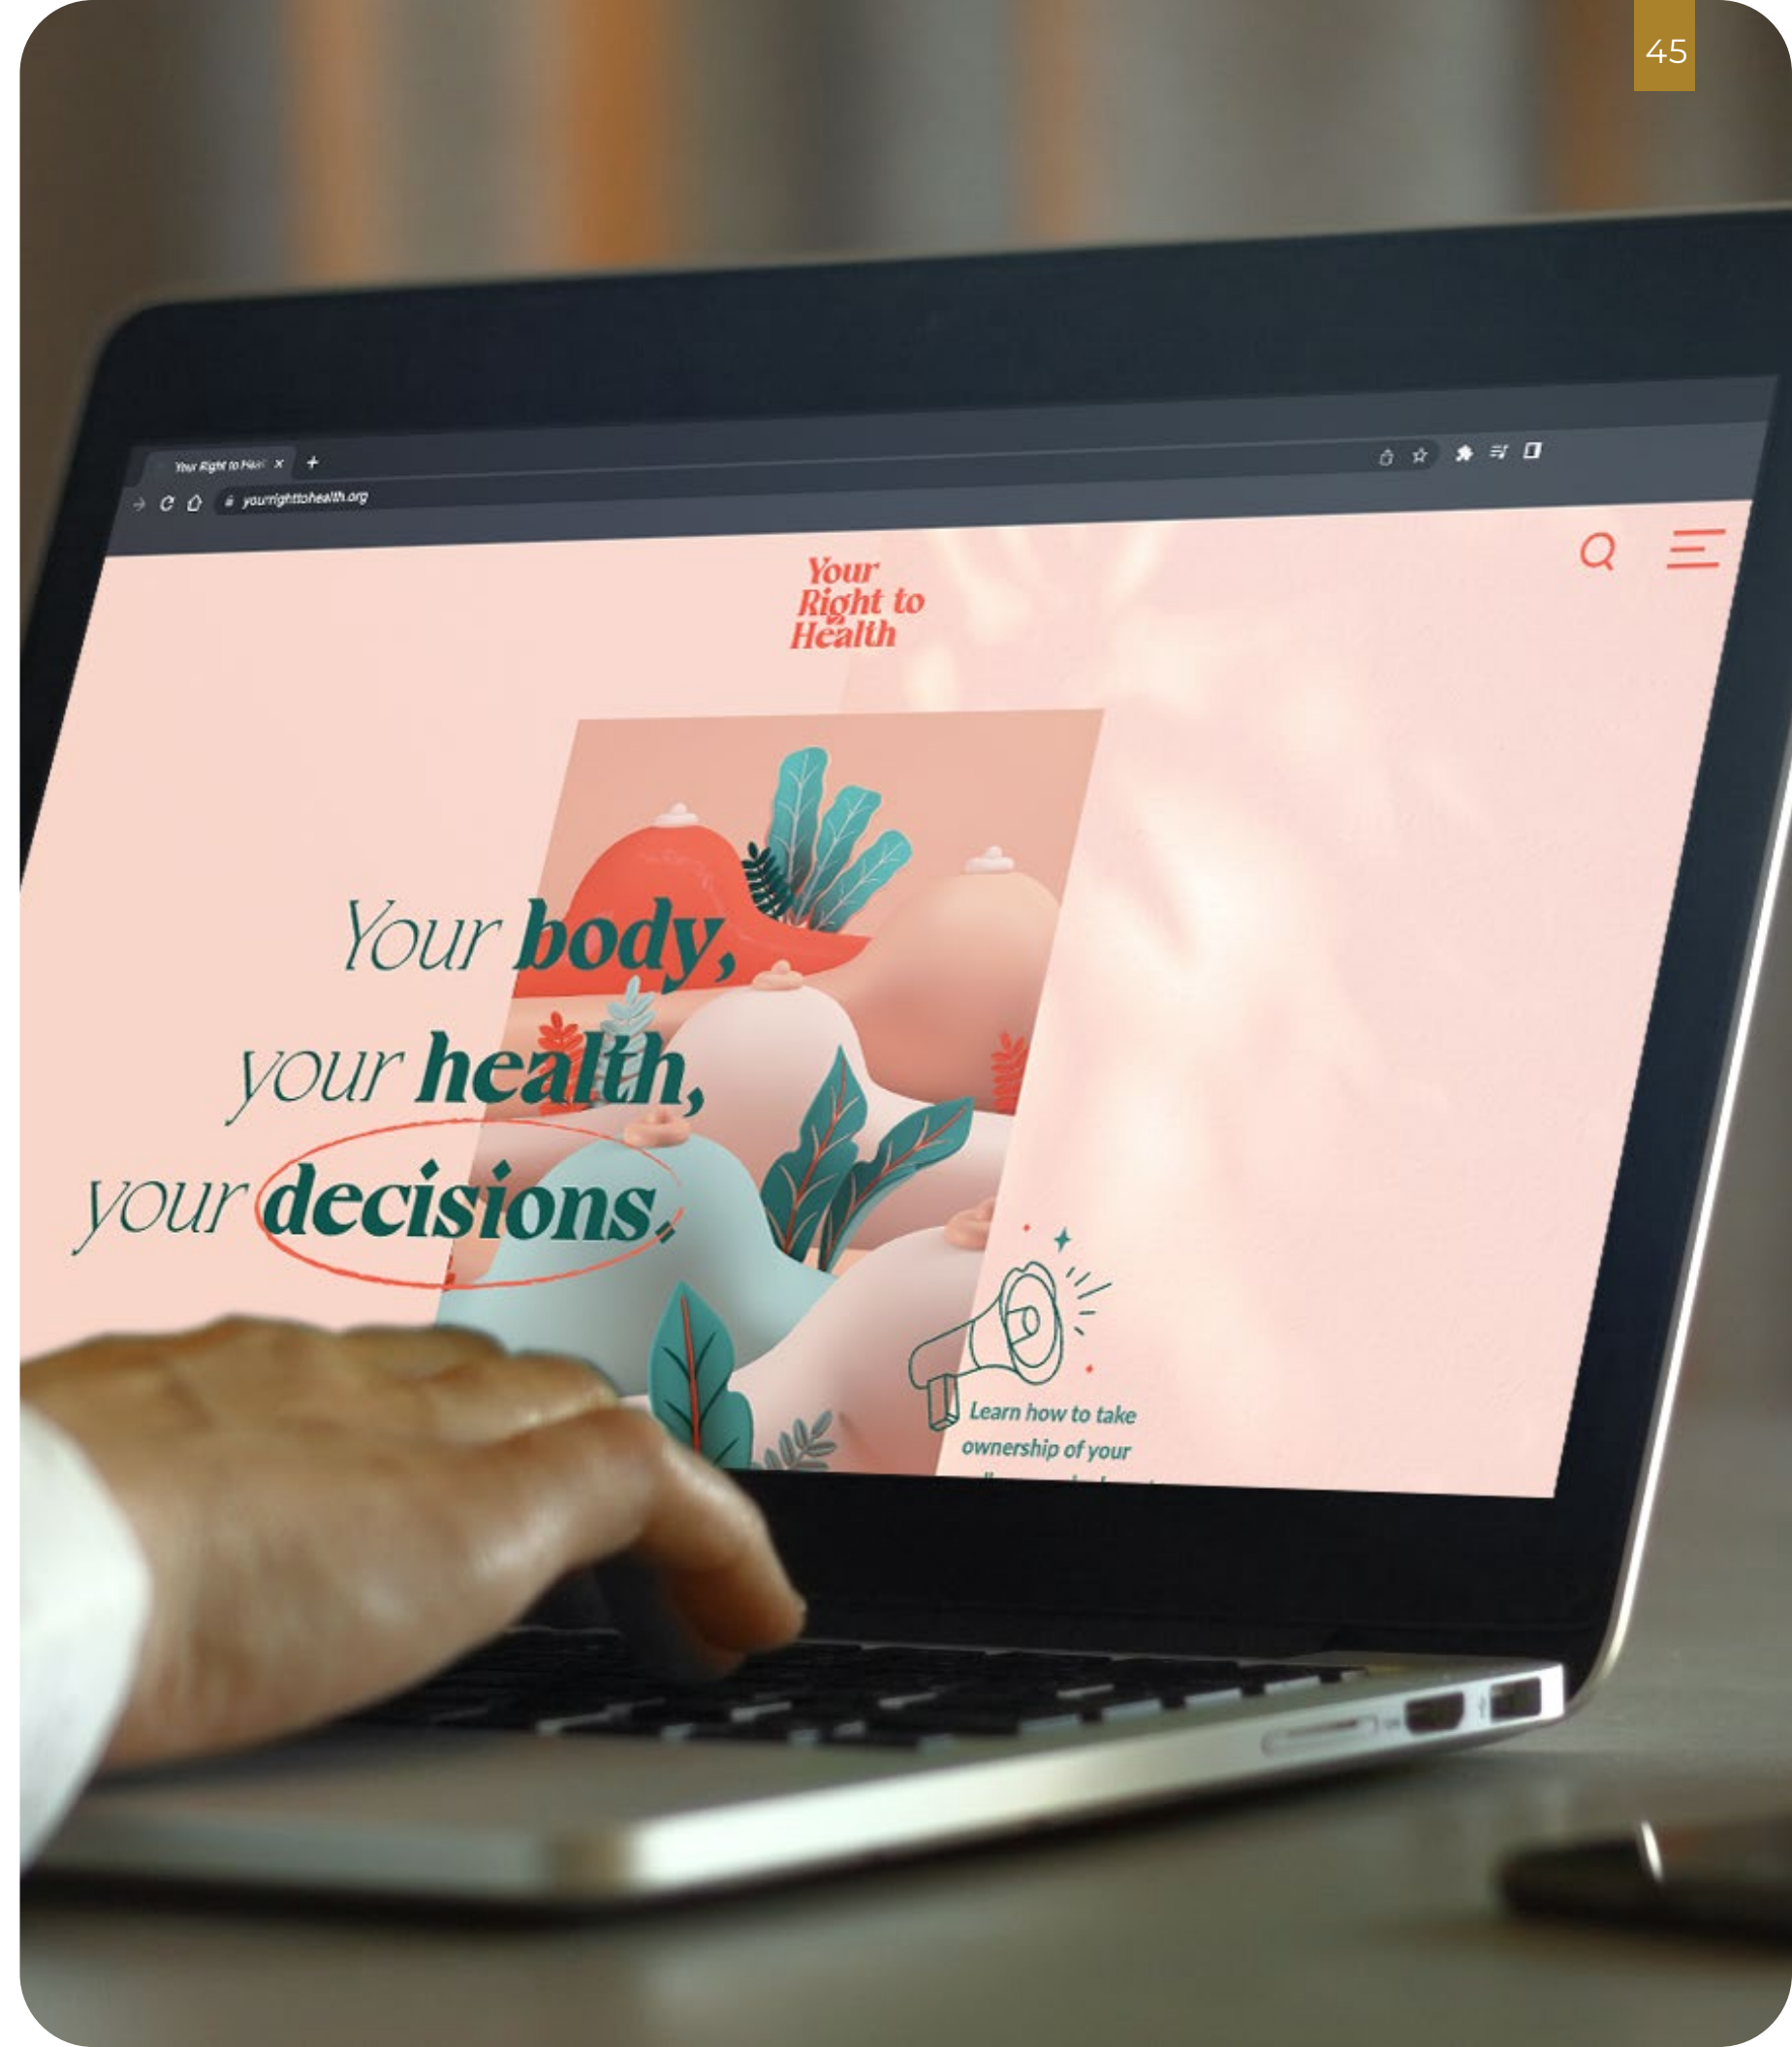 45
Your Right to Heal
yourrighttohealth.org
Your
Right to
Health
Your body,
your health,
your decisions.
Learn how to take
ownership of your